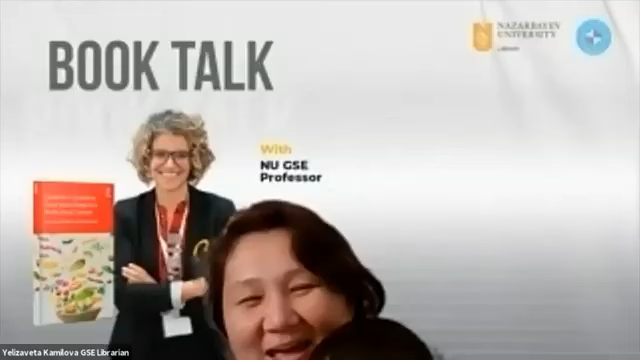 BOOK TALK
NAZARBAYEV
UNIVERSITY
With
NU GSE
Professor
Yelizaveta Kamilova GSE Librarian